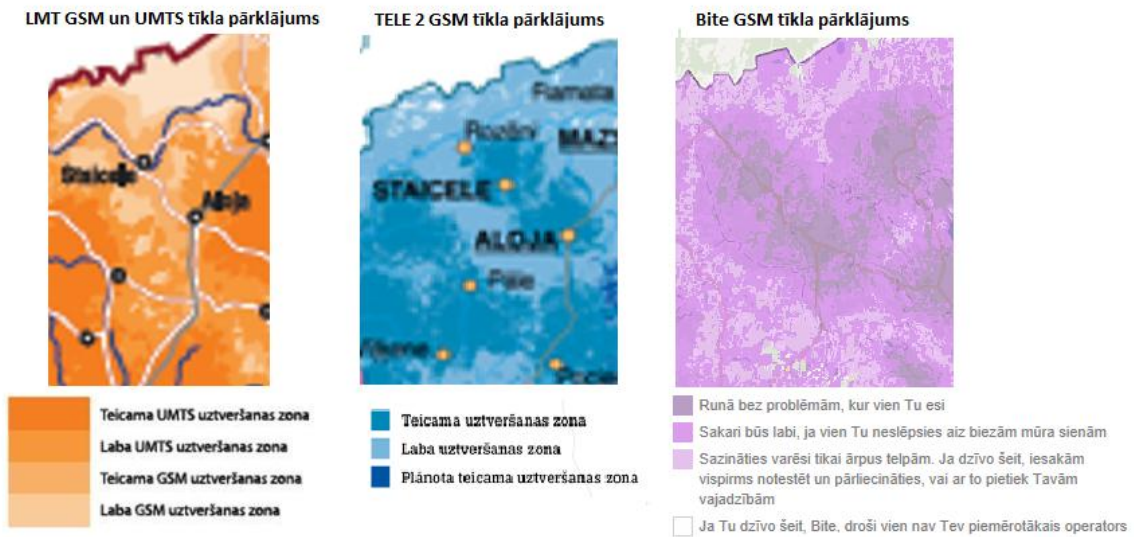 LMT GSM un UMTS tīkla pārklājums
Staicele
Aloja
Teicama UMTS uztveršanas zona
Laba UMTS uztveršanas zona
Teicama GSM uztveršanas zona
Laba GSM uztveršanas zona
TELE 2 GSM tīkla pārklājums
Ramata
Rozēni
STAICELE
ALOJA
Pale
Teicama uztveršanas zona
Laba uztveršanas zona
Plānota teicama uztveršanas zona
Bite GSM tīkla pārklājums
Runā bez problēmām, kur vien Tu esi
Sakari būs labi, ja vien Tu neslēpsies aiz biezām mūra sienām
Sazināties varēsi tikai ārpus telpām. Ja dzīvo šeit, iesakām
vispirms notestēt un pārliecināties, vai ar to pietiek Tavām
vajadzībām
Ja Tu dzīvo šeit, Bite, droši vien nav Tev piemērotākais operators